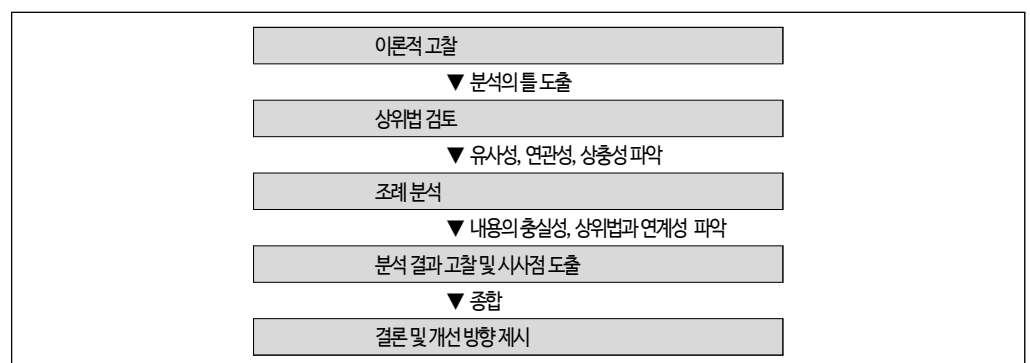 이론적 고찰
▼ 분석의 틀 도출
상위법 검토
▼ 유사성, 연관성, 상충성 파악
조례 분석
▼ 내용의 충실성, 상위법과 연계성 파악
분석 결과 고찰 및 시사점 도출
▼ 종합
결론 및 개선 방향 제시